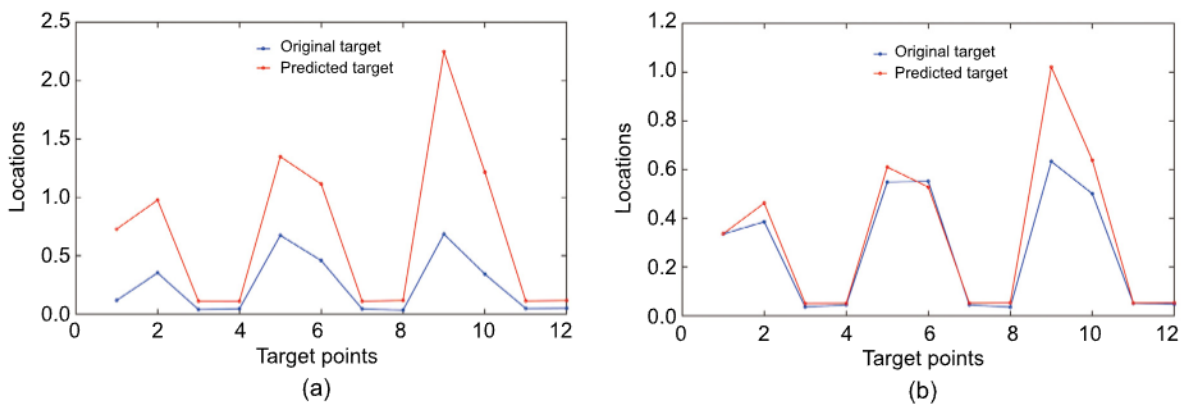 2.5
2.0
1.5
1.0
0.5
0.0
Locations
Original target
Predicted target
0 2 4 6 8 10 12
Target points
(a)
1.2
1.0
0.8
0.6
0.4
0.2
0.0
Locations
Original target
Predicted target
0 2 4 6 8 10 12
Target points
(b)